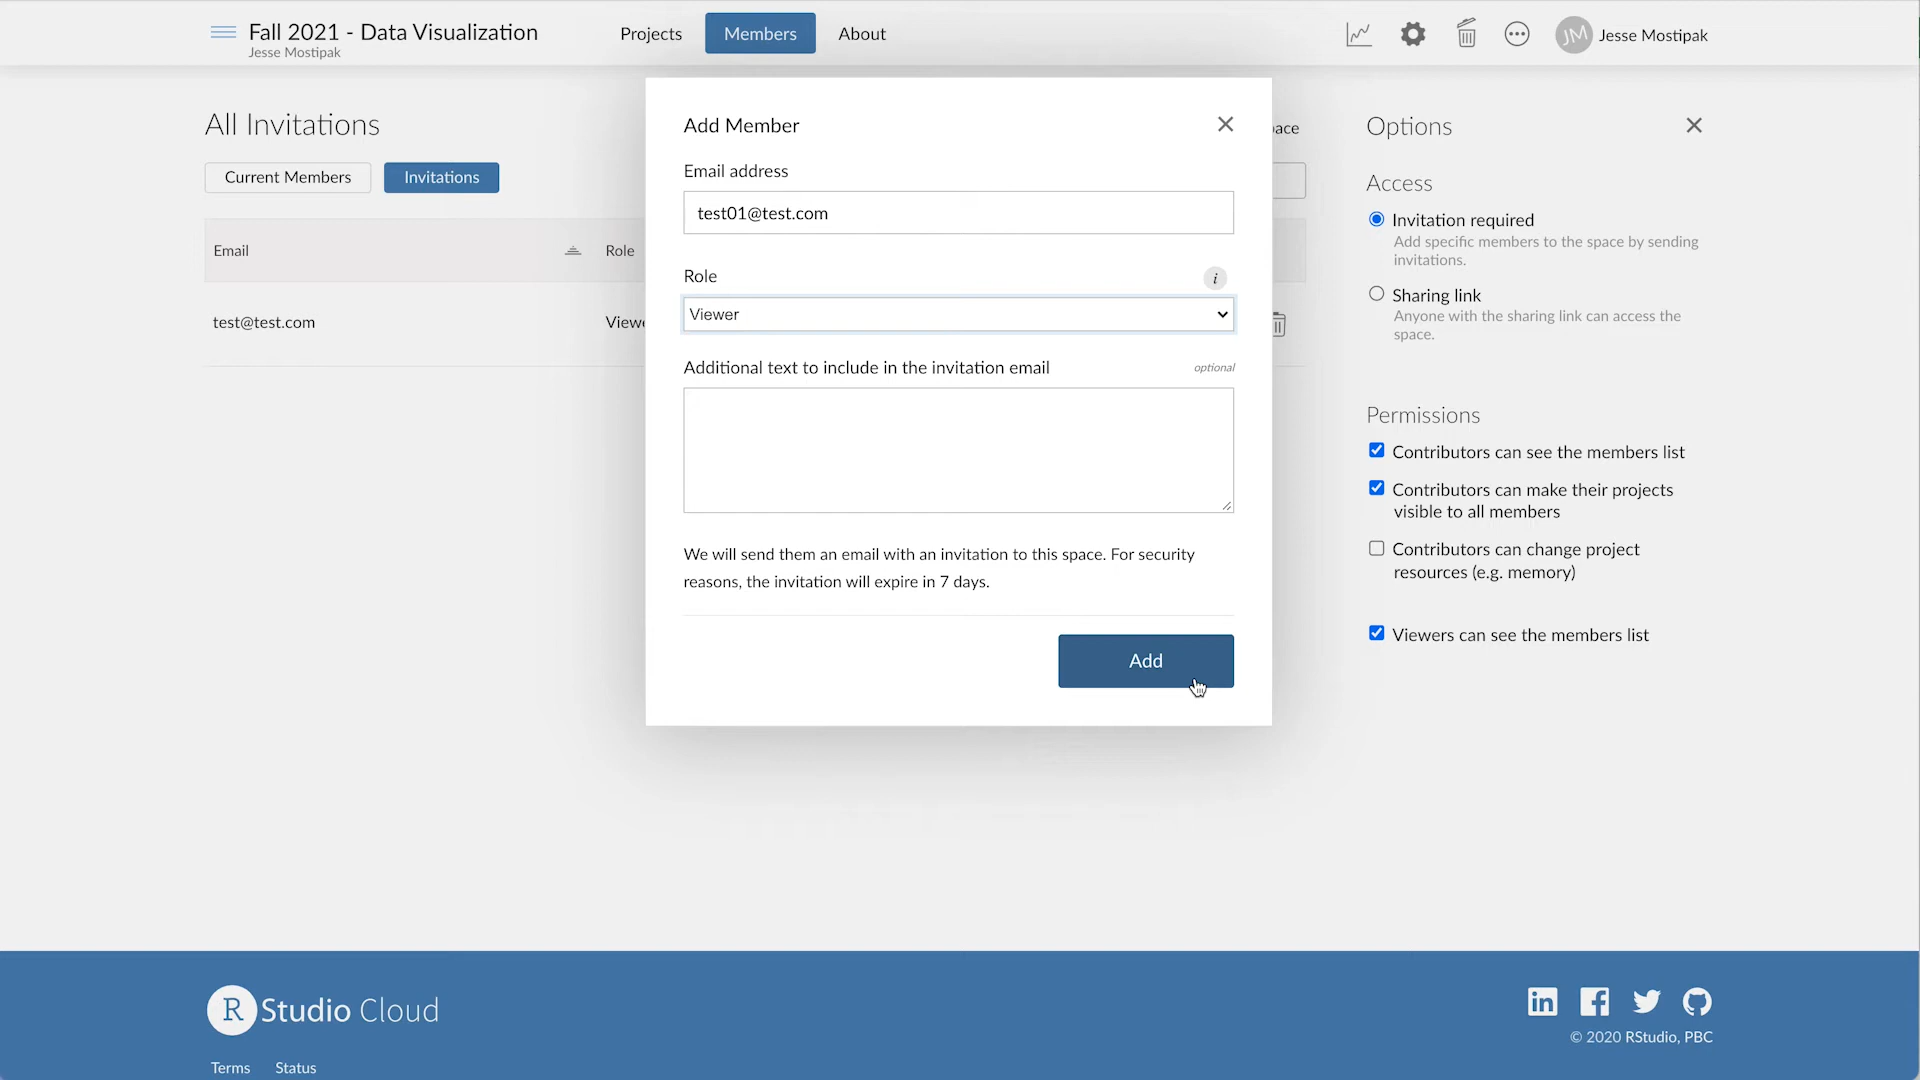 Fall 2021 - Data Visualization
Jesse Mostipak
Projects
Members
About
JM
Jesse Mostipak
All Invitations
Current Members
Invitations
Email
Role
test@test.com
Add Member
Email address
test01@test.com
Role
i
Viewer
Additional text to include in the invitation email
optional
We will send them an email with an invitation to this space. For security
reasons, the invitation will expire in 7 days.
Add
Options
Access
Invitation required
Add specific members to the space by sending
invitations.
Sharing link
Anyone with the sharing link can access the
space.
Permissions
Contributors can see the members list
Contributors can make their projects
visible to all members
Contributors can change project
resources (e.g. memory)
Viewers can see the members list
R Studio Cloud
Terms
Status
in
© 2020 RStudio, PBC